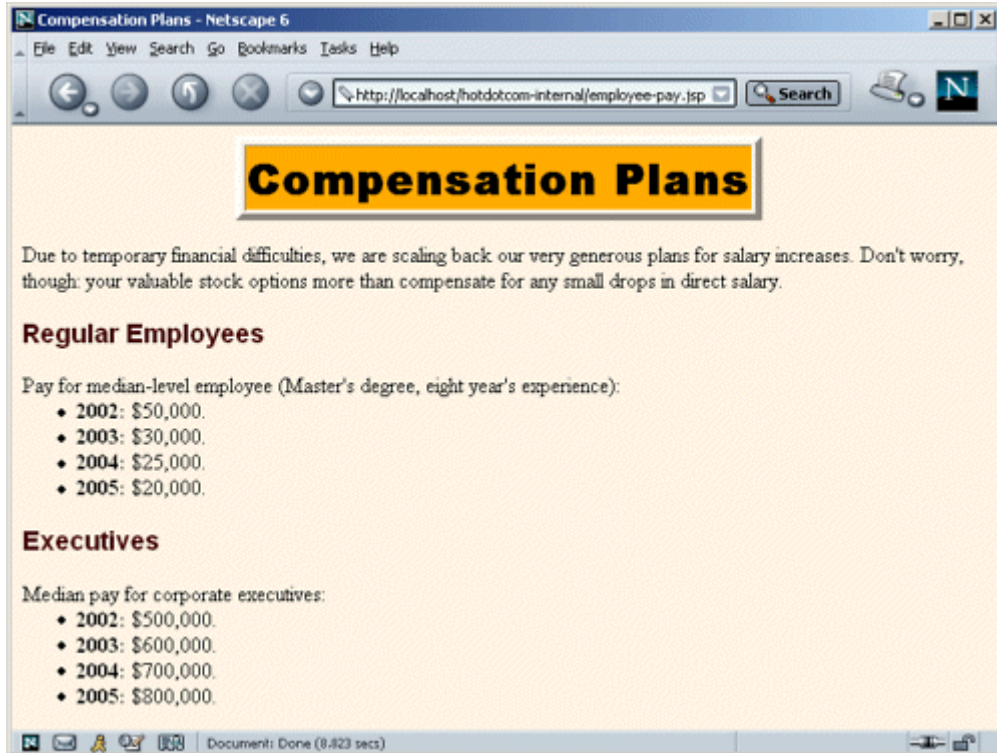 Compensation Plans - Netscape 6
File Edit View Search Go Bookmarks Tasks Help
http://localhost/hotdotcom-internal/employee-pay.jsp Search N
Compensation Plans
Due to temporary financial difficulties, we are scaling back our very generous plans for salary increases. Don't worry,
though: your valuable stock options more than compensate for any small drops in direct salary.
Regular Employees
Pay for median-level employee (Master's degree, eight year's experience):
• 2002: $50,000.
• 2003: $30,000.
• 2004: $25,000.
• 2005: $20,000.
Executives
Median pay for corporate executives:
• 2002: $500,000.
• 2003: $600,000.
• 2004: $700,000.
• 2005: $800,000.
Document: Done (8.823 secs)